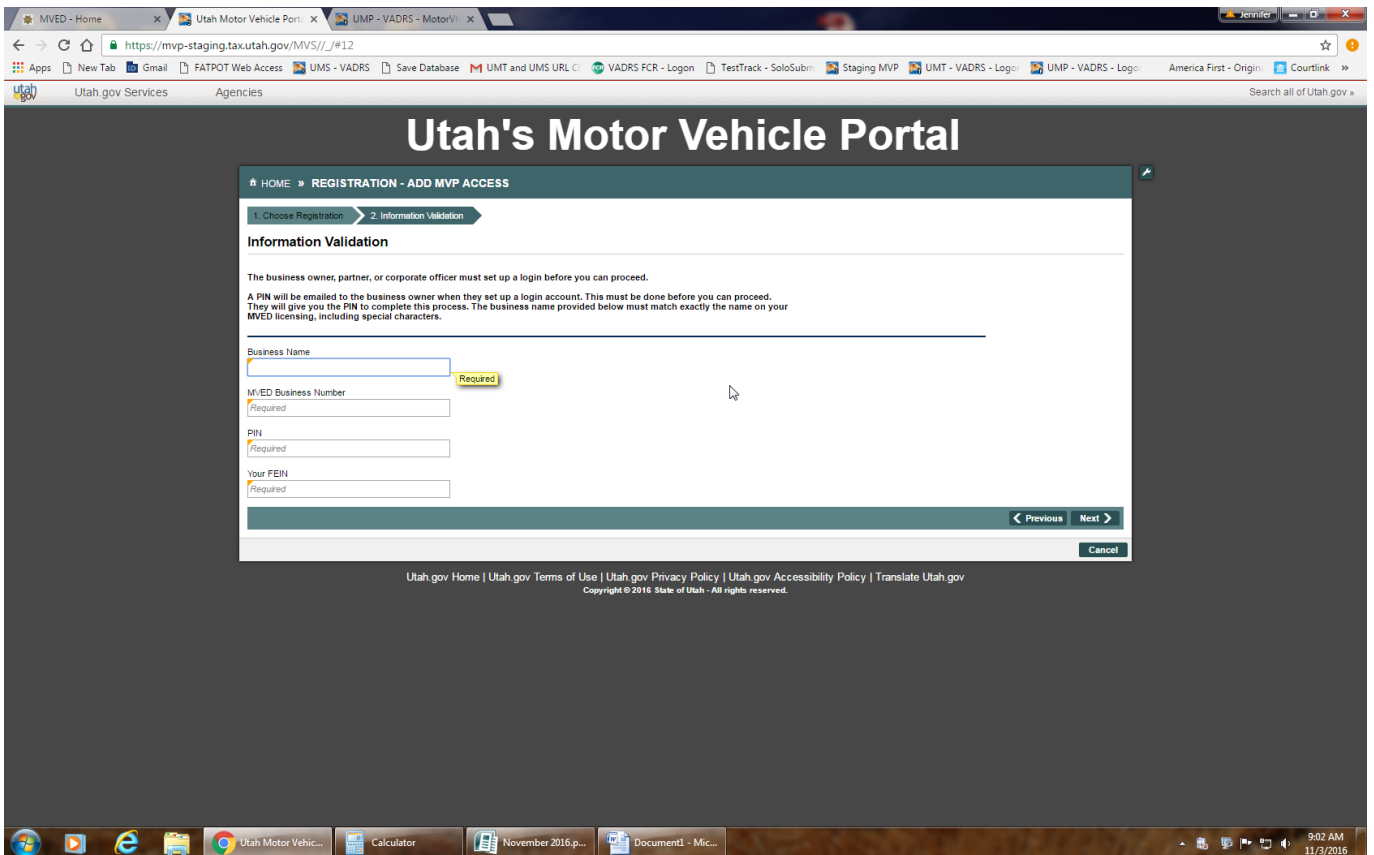 MVED - Home
Utah Motor Vehicle Porta
UMP - VADRS - MotorVe
Jennifer
https://mvp-staging.tax.utah.gov/MVS//_/#12
Apps New Tab Gmail FATPOT Web Access UMS - VADRS Save Database UMT and UMS URL Ch VADRS FCR - Logon TestTrack - SoloSubm Staging MVP UMT - VADRS - Logon UMP - VADRS - Logon America First - Origina Courtlink »
utah.gov Utah.gov Services Agencies Search all of Utah.gov »
Utah's Motor Vehicle Portal
HOME » REGISTRATION - ADD MVP ACCESS
1. Choose Registration 2. Information Validation
Information Validation
The business owner, partner, or corporate officer must set up a login before you can proceed.
A PIN will be emailed to the business owner when they set up a login account. This must be done before you can proceed.
They will give you the PIN to complete this process. The business name provided below must match exactly the name on your
MVED licensing, including special characters.
Business Name
Required
MVED Business Number
Required
PIN
Required
Your FEIN
Required
Previous Next
Cancel
Utah.gov Home | Utah.gov Terms of Use | Utah.gov Privacy Policy | Utah.gov Accessibility Policy | Translate Utah.gov
Copyright © 2016 State of Utah - All rights reserved.
Utah Motor Vehic... Calculator November 2016.p... Document1 - Mic...
9:02 AM
11/3/2016